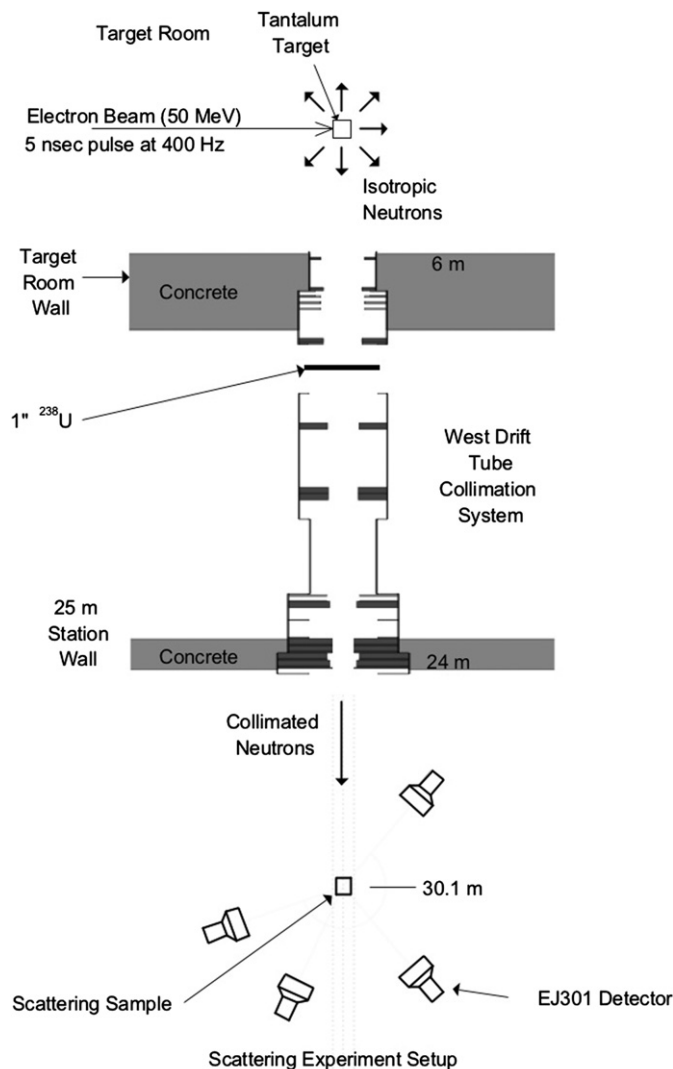 Target Room
Tantalum
Target
Electron Beam (50 MeV)
5 nsec pulse at 400 Hz
Isotropic
Neutrons
Target
Room
Wall
Concrete
6 m
1" ²³⁸U
West Drift
Tube
Collimation
System
25 m
Station
Wall
Concrete
24 m
Collimated
Neutrons
30.1 m
Scattering Sample
EJ301 Detector
Scattering Experiment Setup